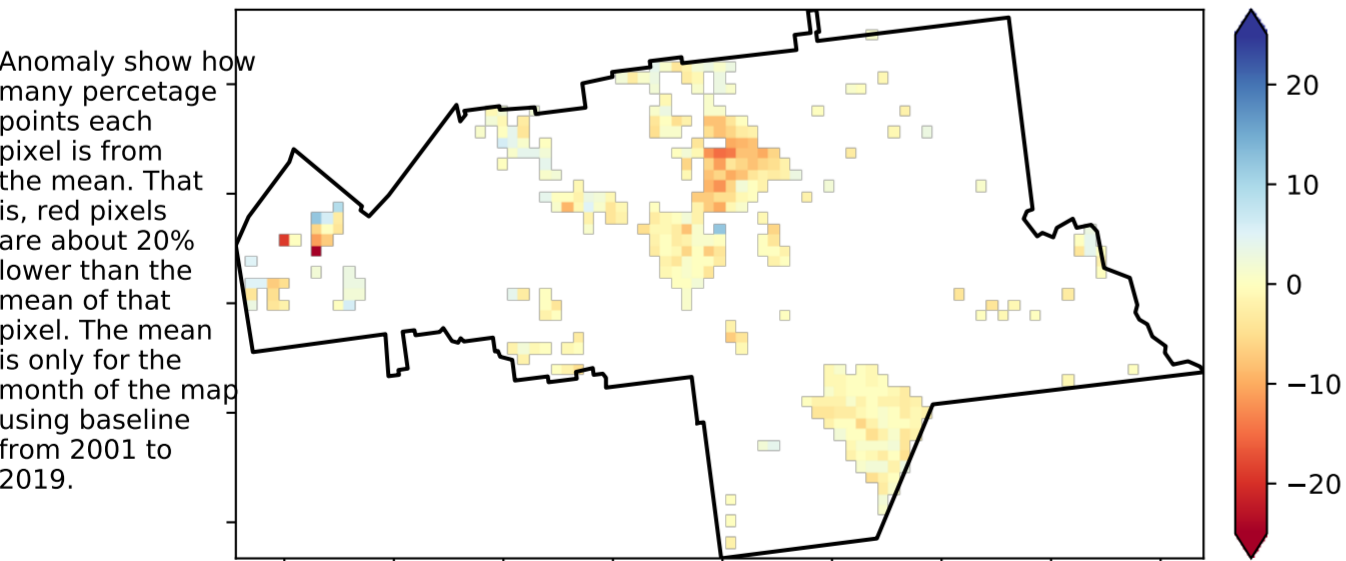 Anomaly show how
many percetage
points each
pixel is from
the mean. That
is, red pixels
are about 20%
lower than the
mean of that
pixel. The mean
is only for the
month of the map
using baseline
from 2001 to
2019.
20
10
0
−10
−20